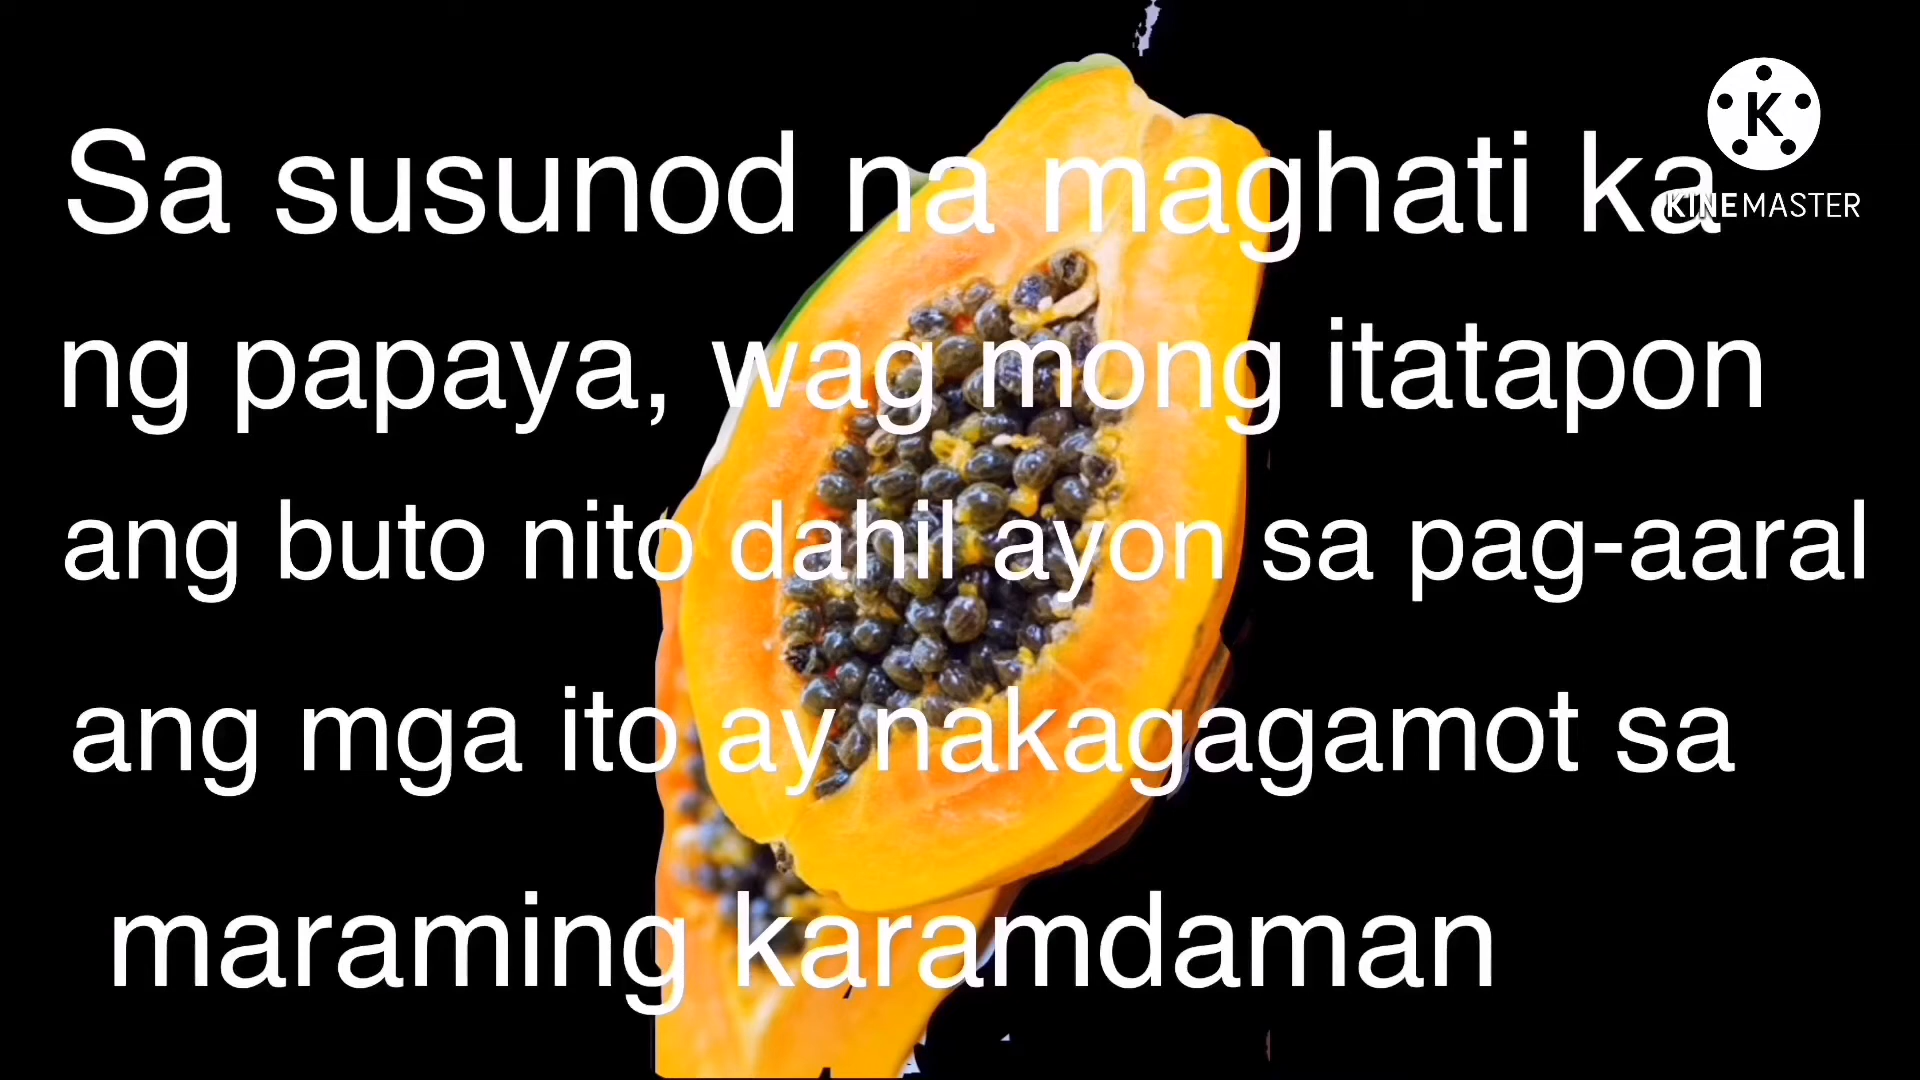 Sa susunod na maghati ka
ng papaya, wag mong itatapon
ang buto nito dahil ayon sa pag-aaral
ang mga ito ay nakagagamot sa
maraming karamdaman
K
KINEMASTER